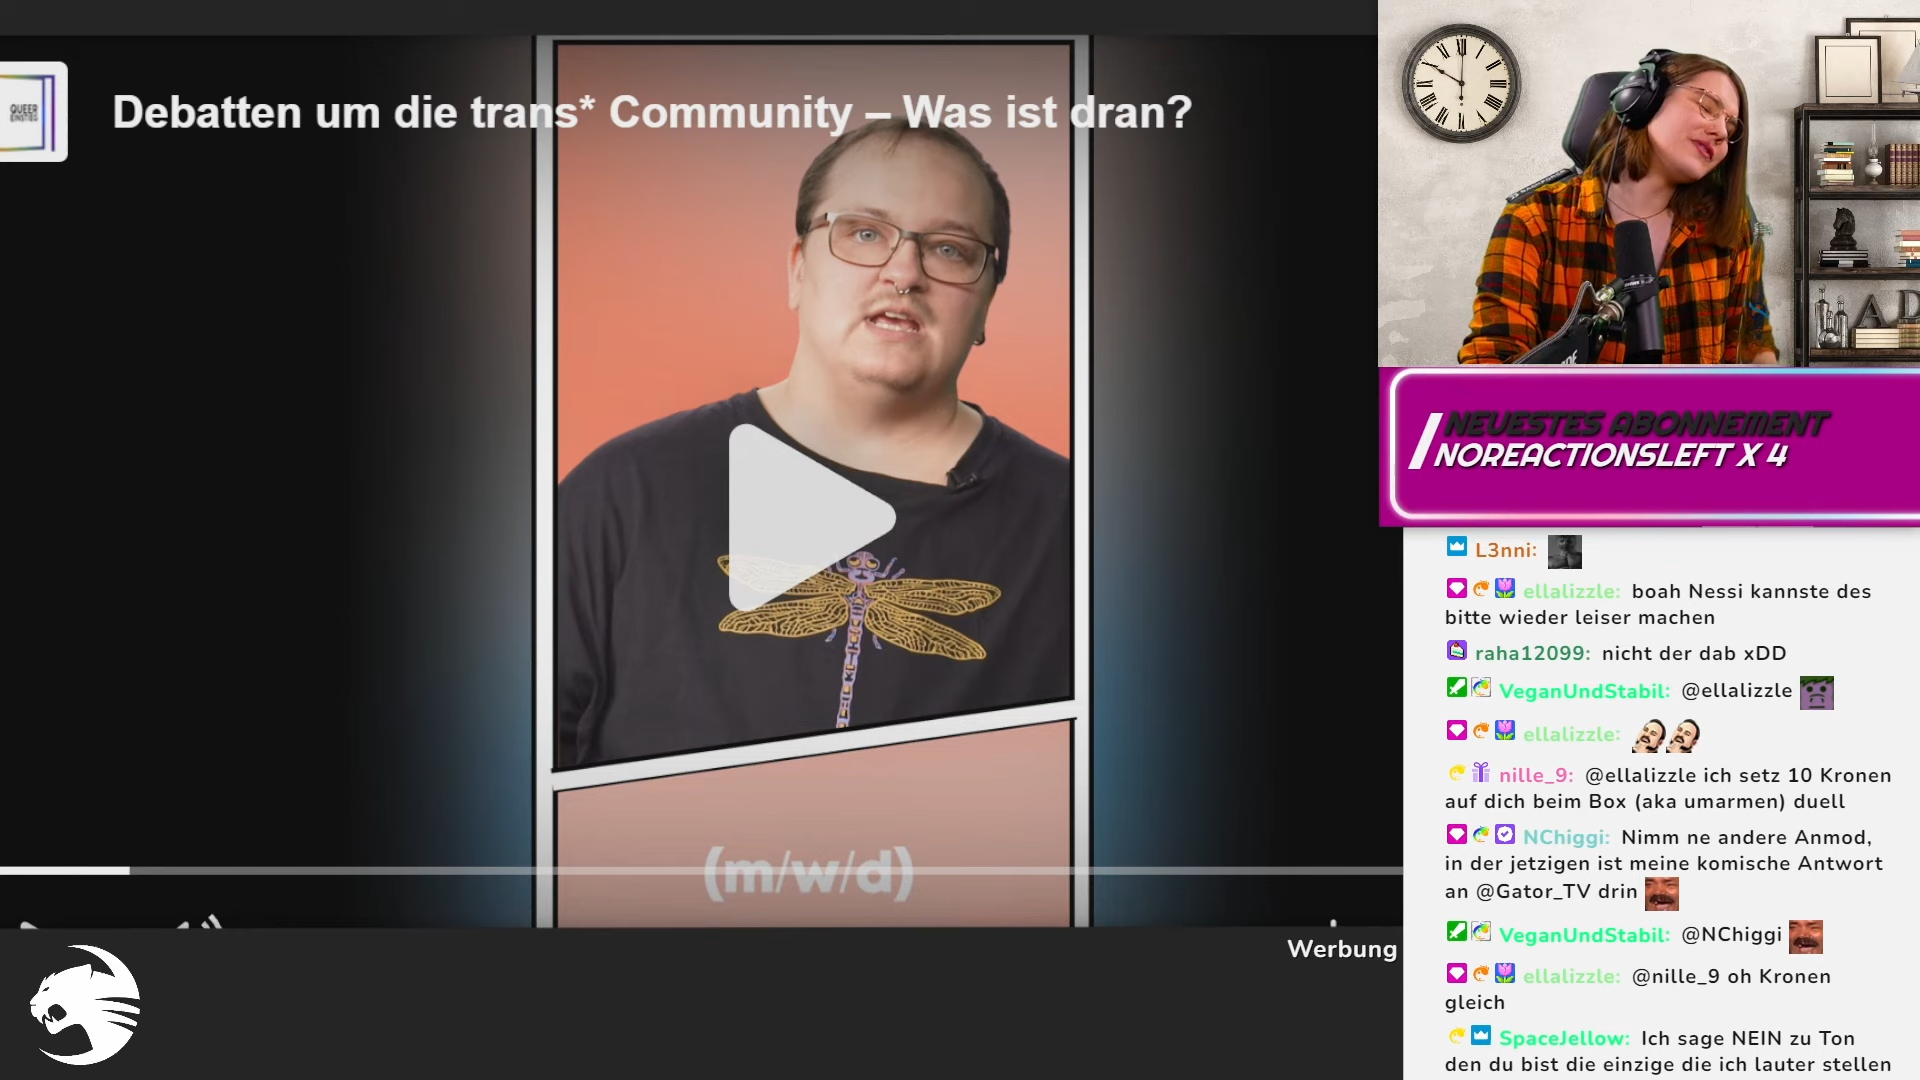 QUEER
EINSTIEG
Debatten um die trans* Community – Was ist dran?
(m/w/d)
Werbung
NEUESTES ABONNEMENT
NOREACTIONSLEFT X 4
L3nni:
ellalizzle: boah Nessi kannste des
bitte wieder leiser machen
raha12099: nicht der dab xDD
VeganUndStabil: @ellalizzle
ellalizzle:
nille_9: @ellalizzle ich setz 10 Kronen
auf dich beim Box (aka umarmen) duell
NChiggi: Nimm ne andere Anmod,
in der jetzigen ist meine komische Antwort
an @Gator_TV drin
VeganUndStabil: @NChiggi
ellalizzle: @nille_9 oh Kronen
gleich
SpaceJellow: Ich sage NEIN zu Ton
den du bist die einzige die ich lauter stellen